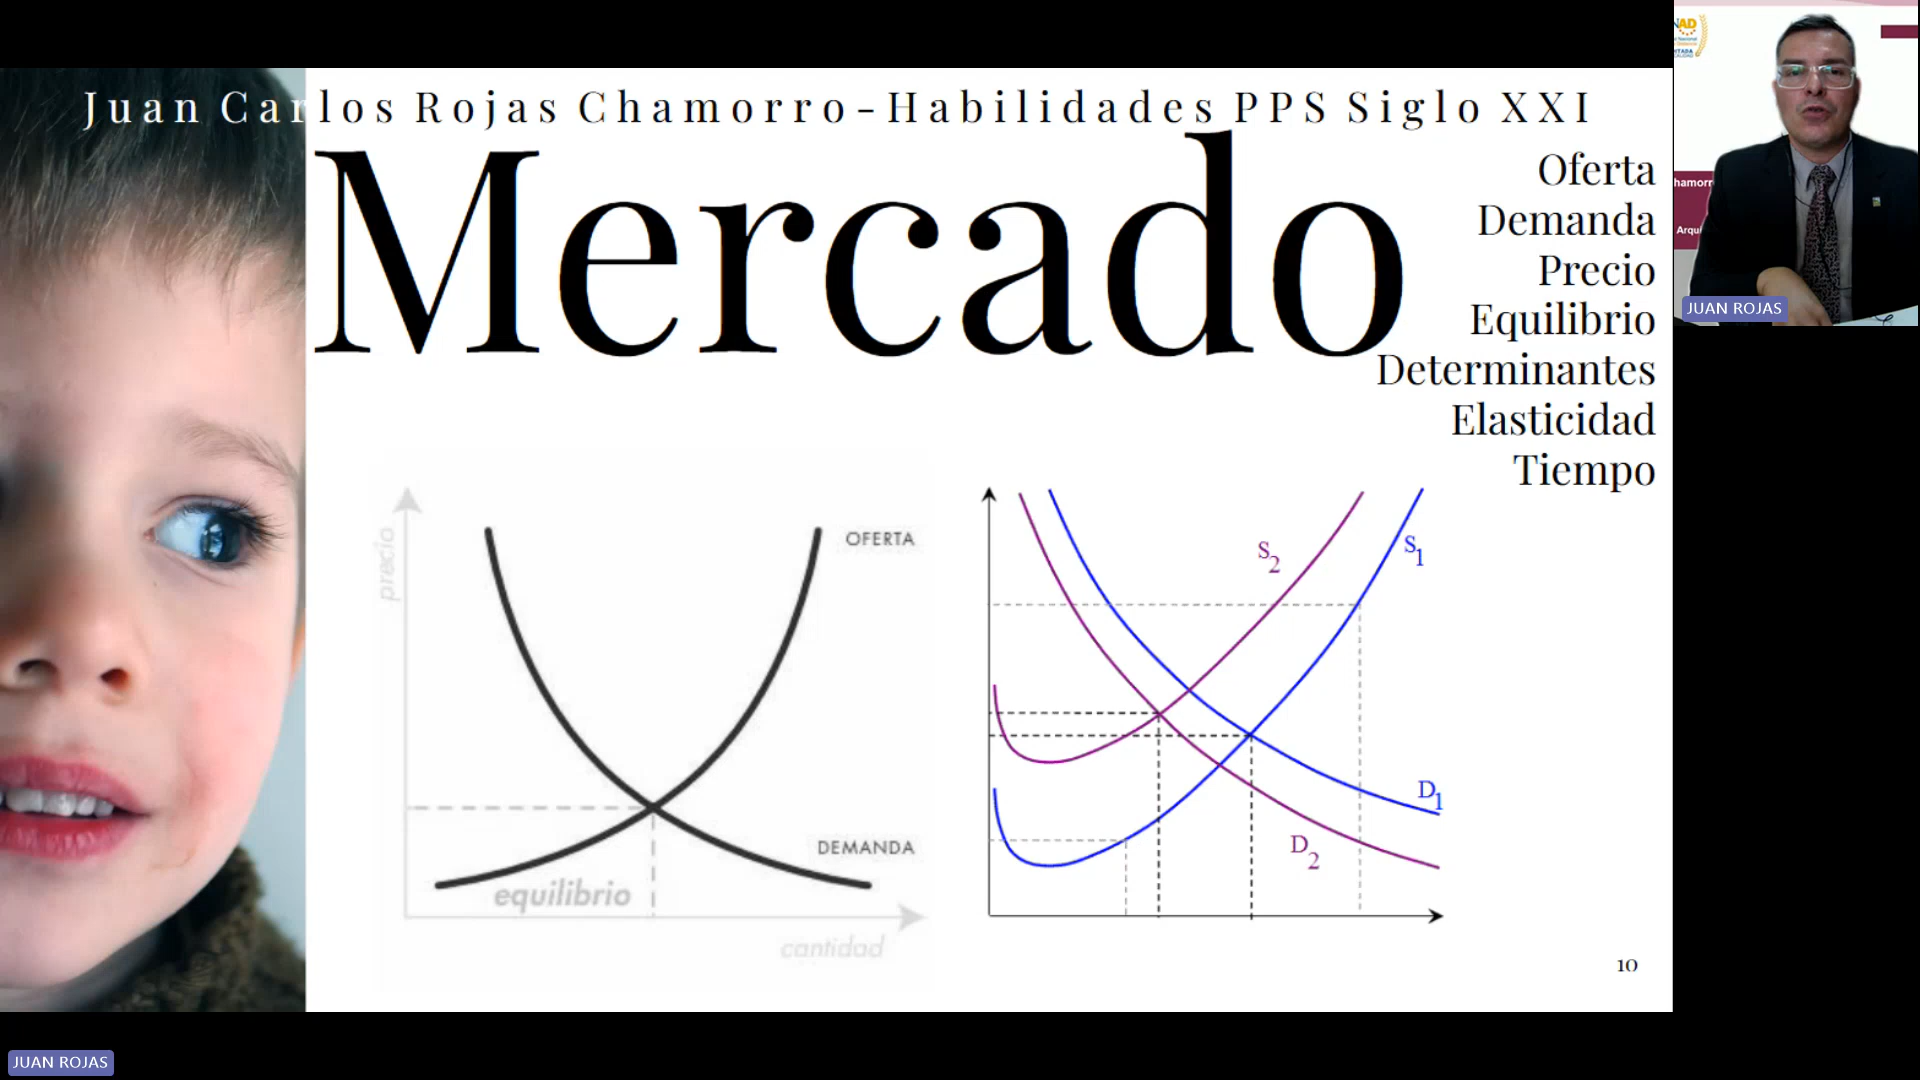 Juan Carlos Rojas Chamorro-Habilidades PPS Siglo XXI
Mercado
Oferta
Demanda
Precio
Equilibrio
Determinantes
Elasticidad
Tiempo
precio
OFERTA
DEMANDA
equilibrio
cantidad
S2
S1
D1
D2
10
JUAN ROJAS
JUAN ROJAS